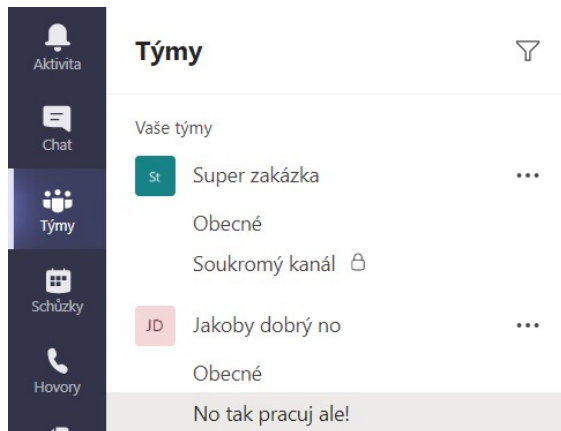 Aktivita
Chat
Týmy
Schůzky
Hovory
Týmy
Vaše týmy
St Super zakázka
Obecné
Soukromý kanál
JD Jakoby dobrý no
Obecné
No tak pracuj ale!